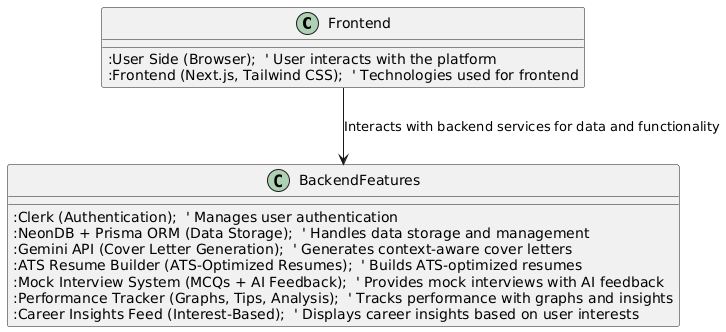 C Frontend
:User Side (Browser);  ' User interacts with the platform
:Frontend (Next.js, Tailwind CSS);  ' Technologies used for frontend
Interacts with backend services for data and functionality
C BackendFeatures
:Clerk (Authentication);  ' Manages user authentication
:NeonDB + Prisma ORM (Data Storage);  ' Handles data storage and management
:Gemini API (Cover Letter Generation);  ' Generates context-aware cover letters
:ATS Resume Builder (ATS-Optimized Resumes);  ' Builds ATS-optimized resumes
:Mock Interview System (MCQs + AI Feedback);  ' Provides mock interviews with AI feedback
:Performance Tracker (Graphs, Tips, Analysis);  ' Tracks performance with graphs and insights
:Career Insights Feed (Interest-Based);  ' Displays career insights based on user interests